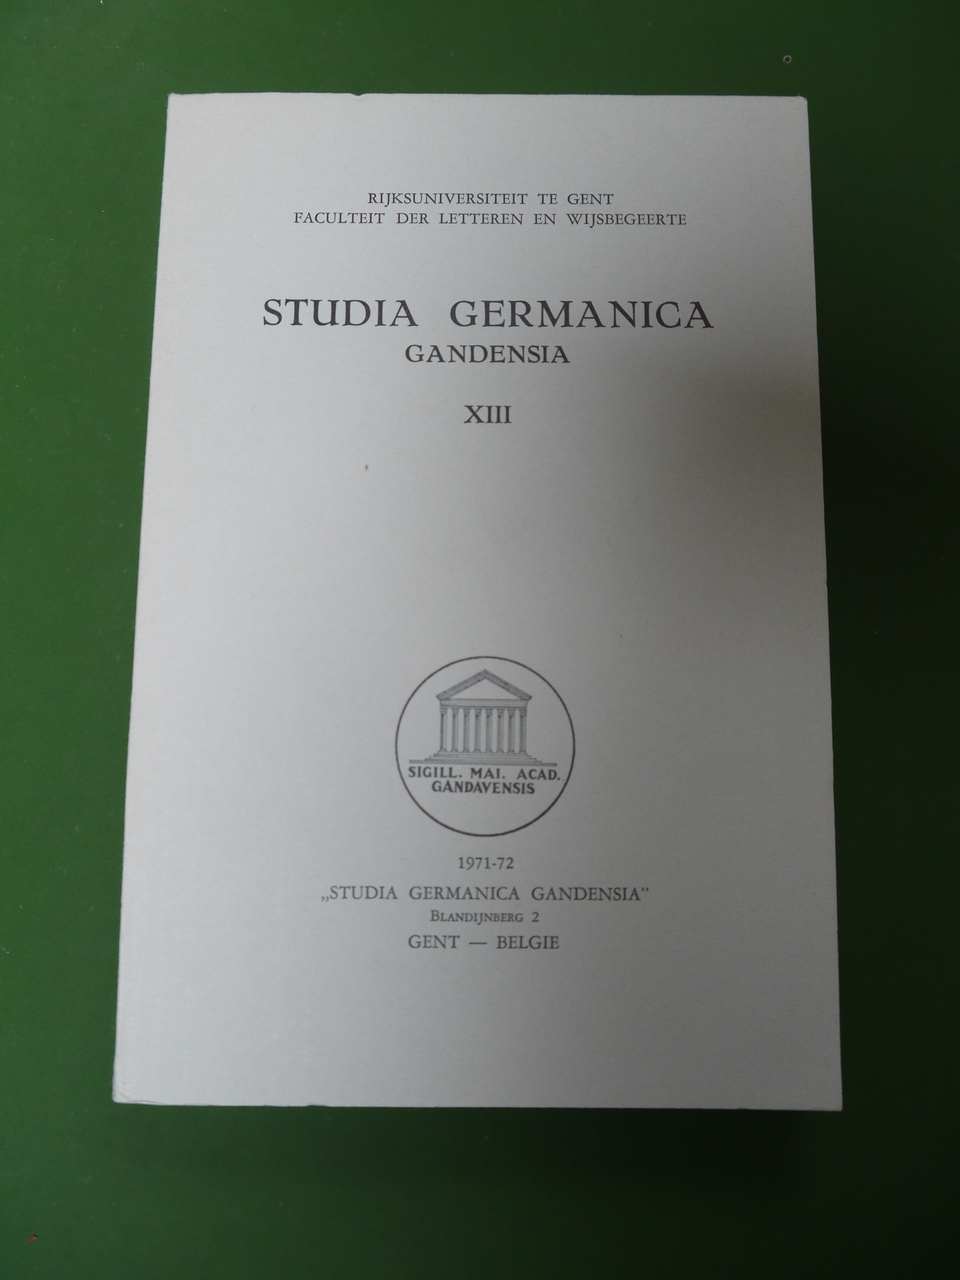 RIJKSUNIVERSITEIT TE GENT
FACULTEIT DER LETTEREN EN WIJSBEGEERTE
STUDIA GERMANICA
GANDENSIA
XIII
SIGILL. MAI. ACAD.
GANDAVENSIS
1971-72
„STUDIA GERMANICA GANDENSIA”
BLANDIJNBERG 2
GENT — BELGIE